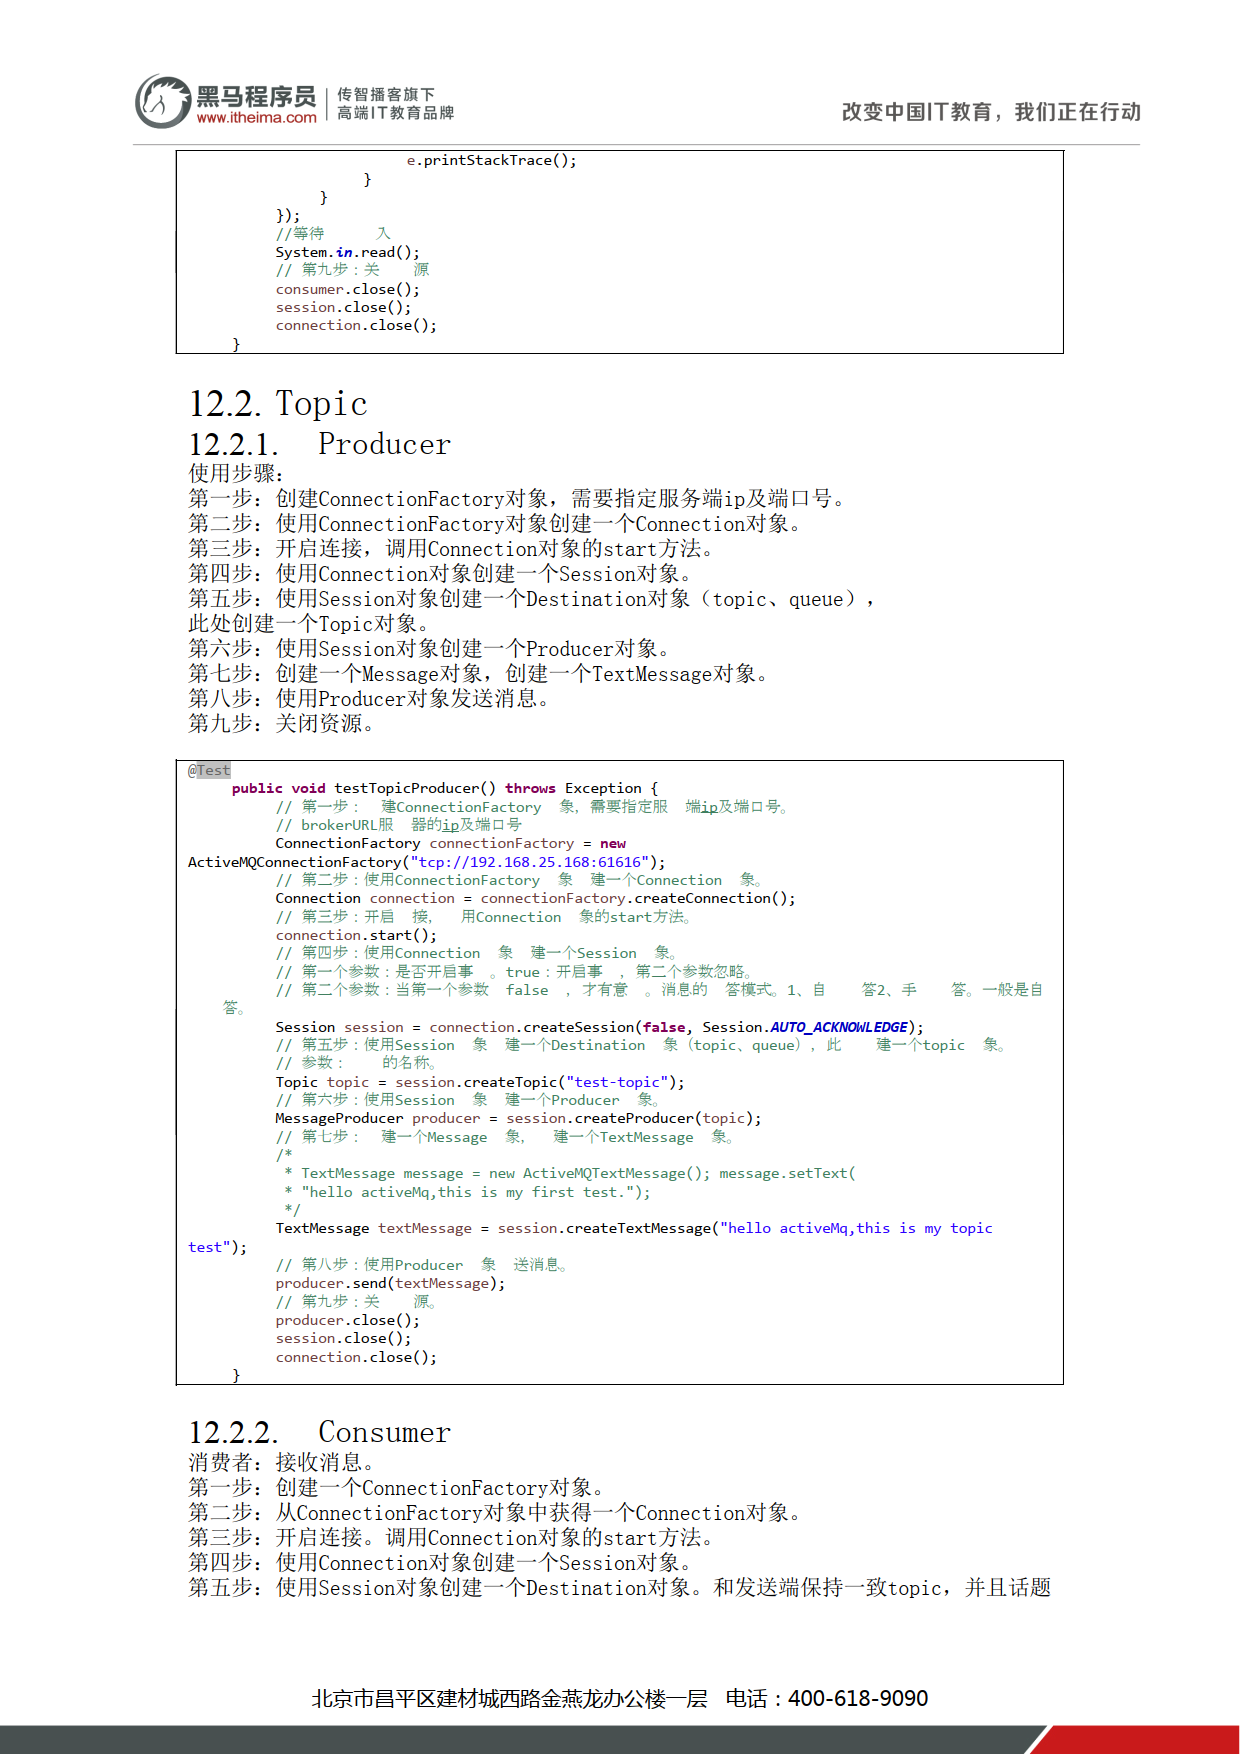 黑马程序员
www.itheima.com
传智播客旗下
高端IT教育品牌
改变中国IT教育，我们正在行动
e.printStackTrace();
}
}
});
//等待 入
System.in.read();
// 第九步：关 源
consumer.close();
session.close();
connection.close();
}
12.2. Topic
12.2.1. Producer
使用步骤：
第一步：创建ConnectionFactory对象，需要指定服务端ip及端口号。
第二步：使用ConnectionFactory对象创建一个Connection对象。
第三步：开启连接，调用Connection对象的start方法。
第四步：使用Connection对象创建一个Session对象。
第五步：使用Session对象创建一个Destination对象（topic、queue），
此处创建一个Topic对象。
第六步：使用Session对象创建一个Producer对象。
第七步：创建一个Message对象，创建一个TextMessage对象。
第八步：使用Producer对象发送消息。
第九步：关闭资源。
@Test
public void testTopicProducer() throws Exception {
// 第一步： 建ConnectionFactory 象，需要指定服 端ip及端口号。
// brokerURL服 器的ip及端口号
ConnectionFactory connectionFactory = new
ActiveMQConnectionFactory("tcp://192.168.25.168:61616");
// 第二步：使用ConnectionFactory 象 建一个Connection 象。
Connection connection = connectionFactory.createConnection();
// 第三步：开启 接， 用Connection 象的start方法。
connection.start();
// 第四步：使用Connection 象 建一个Session 象。
// 第一个参数：是否开启事 。true：开启事 ，第二个参数忽略。
// 第二个参数：当第一个参数 false ，才有意 。消息的 答模式。1、自 答2、手 答。一般是自
答。
Session session = connection.createSession(false, Session.AUTO_ACKNOWLEDGE);
// 第五步：使用Session 象 建一个Destination 象（topic、queue），此 建一个topic 象。
// 参数： 的名称。
Topic topic = session.createTopic("test-topic");
// 第六步：使用Session 象 建一个Producer 象。
MessageProducer producer = session.createProducer(topic);
// 第七步： 建一个Message 象， 建一个TextMessage 象。
/*
* TextMessage message = new ActiveMQTextMessage(); message.setText(
* "hello activeMq,this is my first test.");
*/
TextMessage textMessage = session.createTextMessage("hello activeMq,this is my topic
test");
// 第八步：使用Producer 象 送消息。
producer.send(textMessage);
// 第九步：关 源。
producer.close();
session.close();
connection.close();
}
12.2.2. Consumer
消费者：接收消息。
第一步：创建一个ConnectionFactory对象。
第二步：从ConnectionFactory对象中获得一个Connection对象。
第三步：开启连接。调用Connection对象的start方法。
第四步：使用Connection对象创建一个Session对象。
第五步：使用Session对象创建一个Destination对象。和发送端保持一致topic，并且话题
北京市昌平区建材城西路金燕龙办公楼一层 电话：400-618-9090